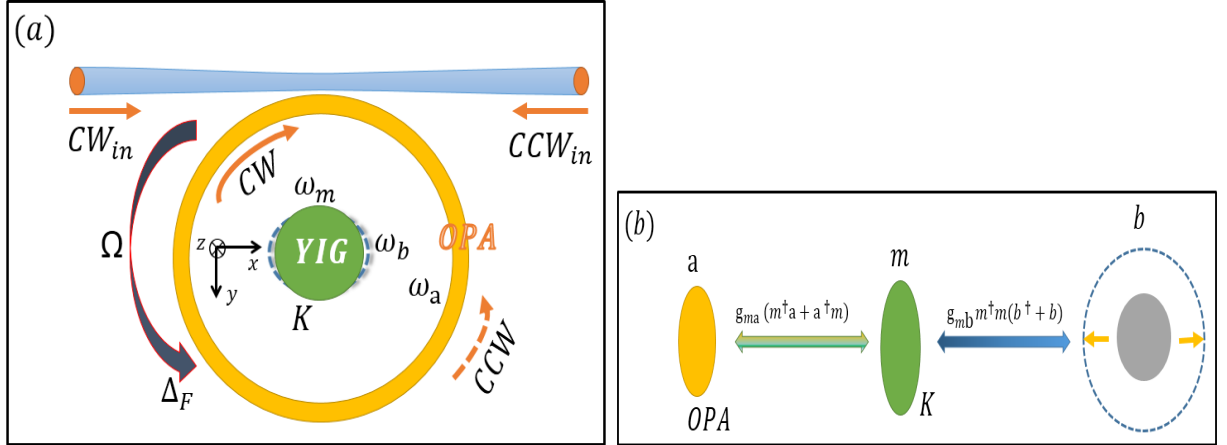 (a)
CW_in
CCW_in
CW
ω_m
Ω
z
x
y
YIG
ω_b
OPA
ω_a
K
CCW
Δ_F
(b)
a
m
b
g_ma (m†a + a†m)
g_mb m†m(b† + b)
OPA
K